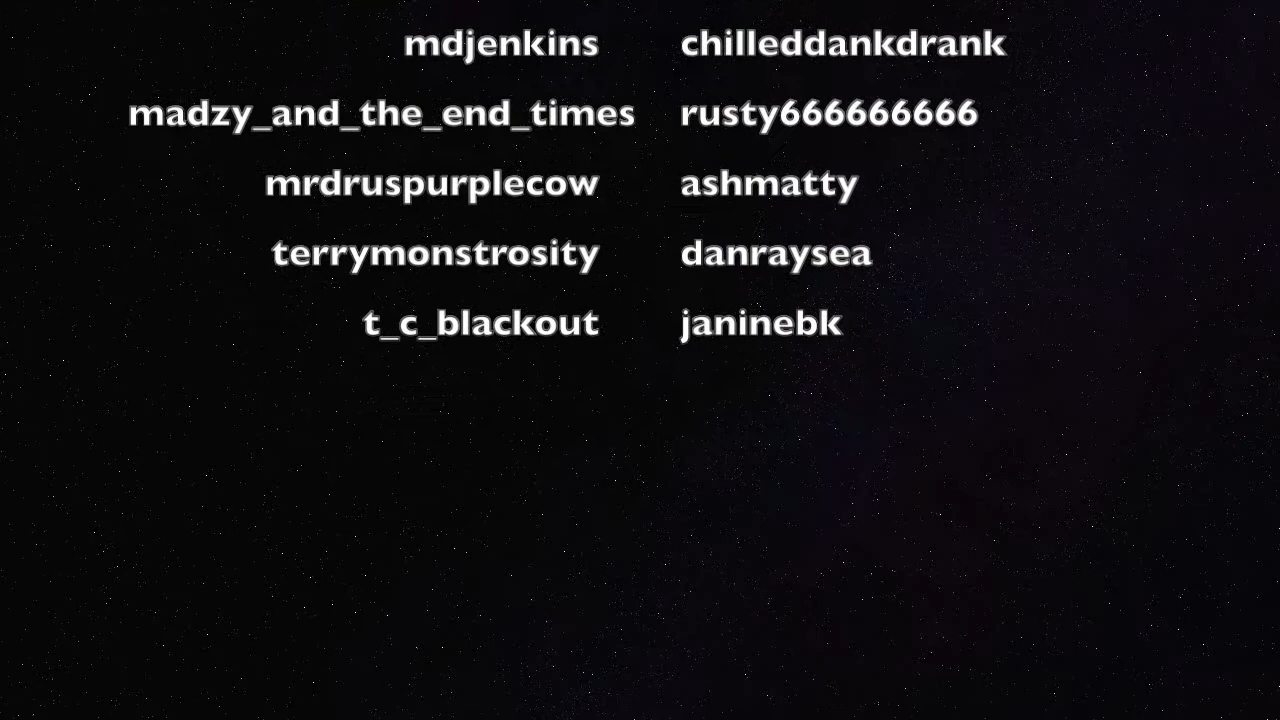 mdjenkins chilleddankdrank
madzy_and_the_end_times rusty666666666
mrdruspurplecow ashmatty
terrymonstrosity danraysea
t_c_blackout janinebk